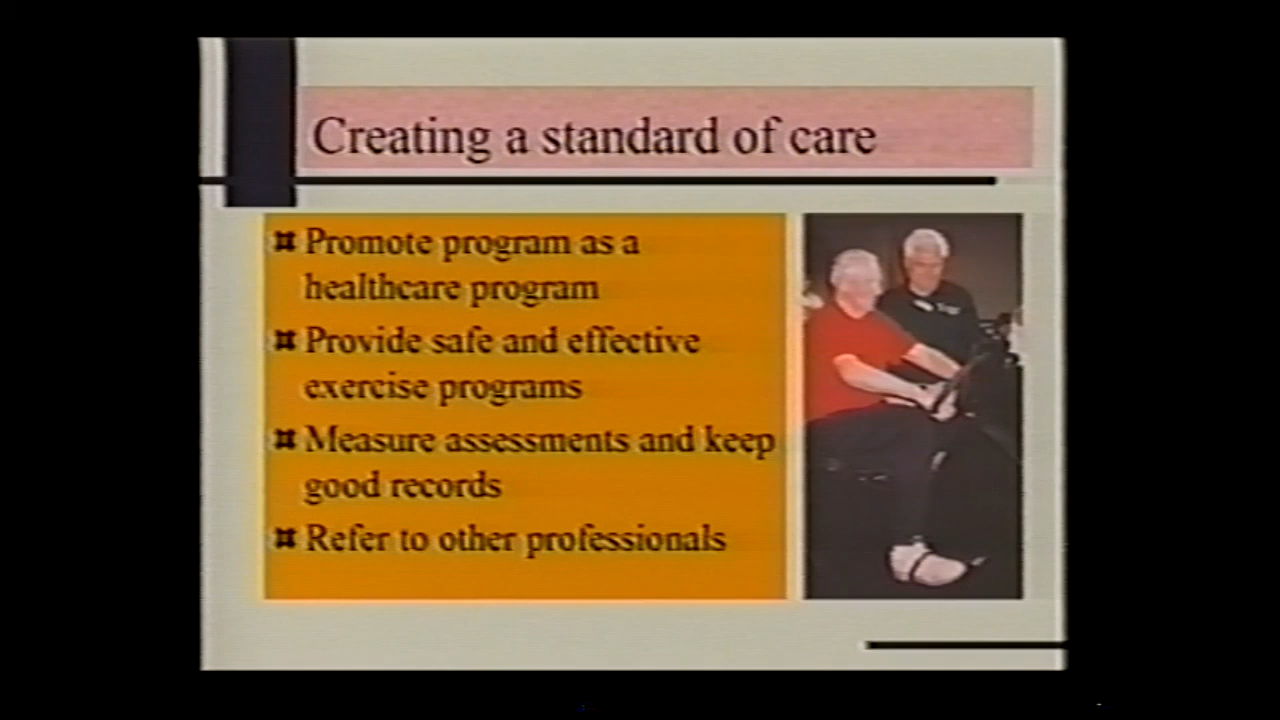 Creating a standard of care
Promote program as a
healthcare program
Provide safe and effective
exercise programs
Measure assessments and keep
good records
Refer to other professionals